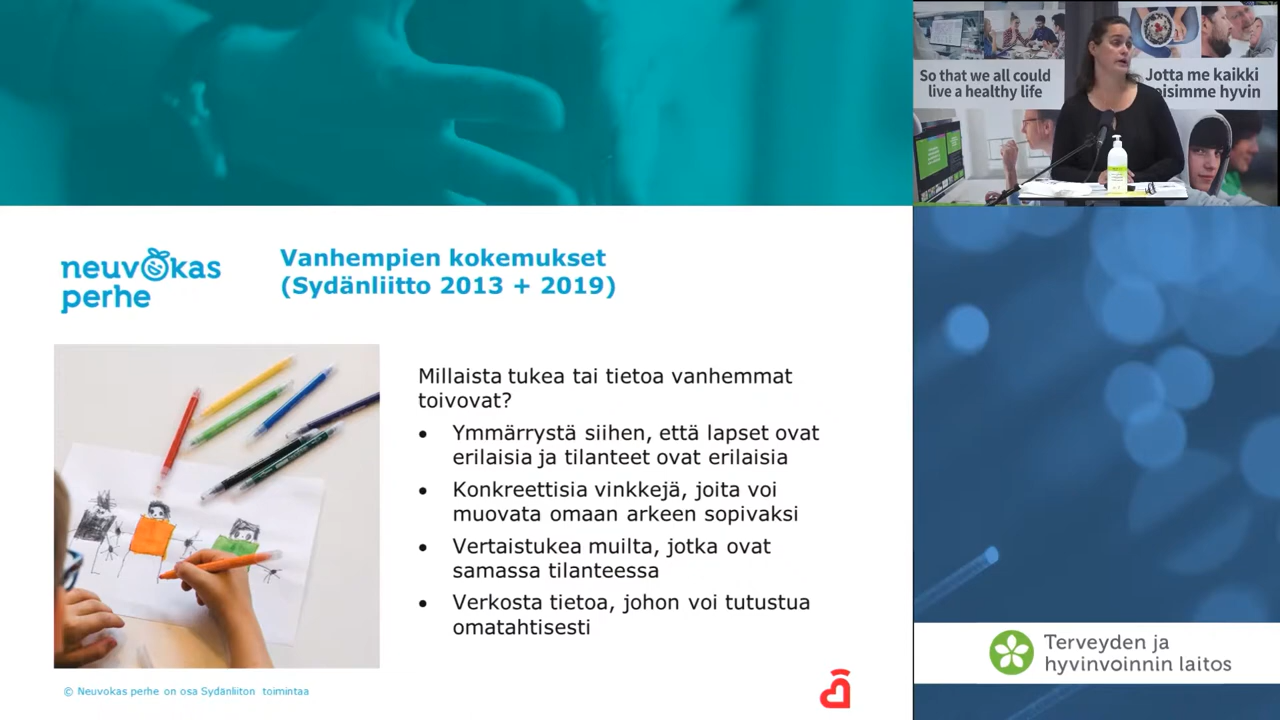 So that we all could
live a healthy life
Jotta me kaikki
voisimme hyvin
neuvokas
perhe
Vanhempien kokemukset
(Sydänliitto 2013 + 2019)
Millaista tukea tai tietoa vanhemmat
toivovat?
• Ymmärrystä siihen, että lapset ovat
erilaisia ja tilanteet ovat erilaisia
• Konkreettisia vinkkejä, joita voi
muovata omaan arkeen sopivaksi
• Vertaistukea muilta, jotka ovat
samassa tilanteessa
• Verkosta tietoa, johon voi tutustua
omatahtisesti
© Neuvokas perhe on osa Sydänliiton toimintaa
Terveyden ja
hyvinvoinnin laitos